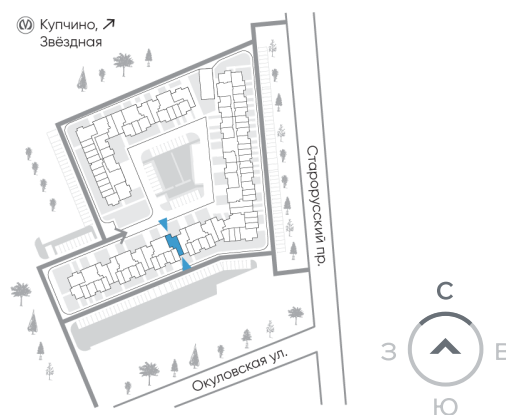 Купчино, ↗
Звёздная
Старорусский пр.
Окуловская ул.
С
З
В
Ю